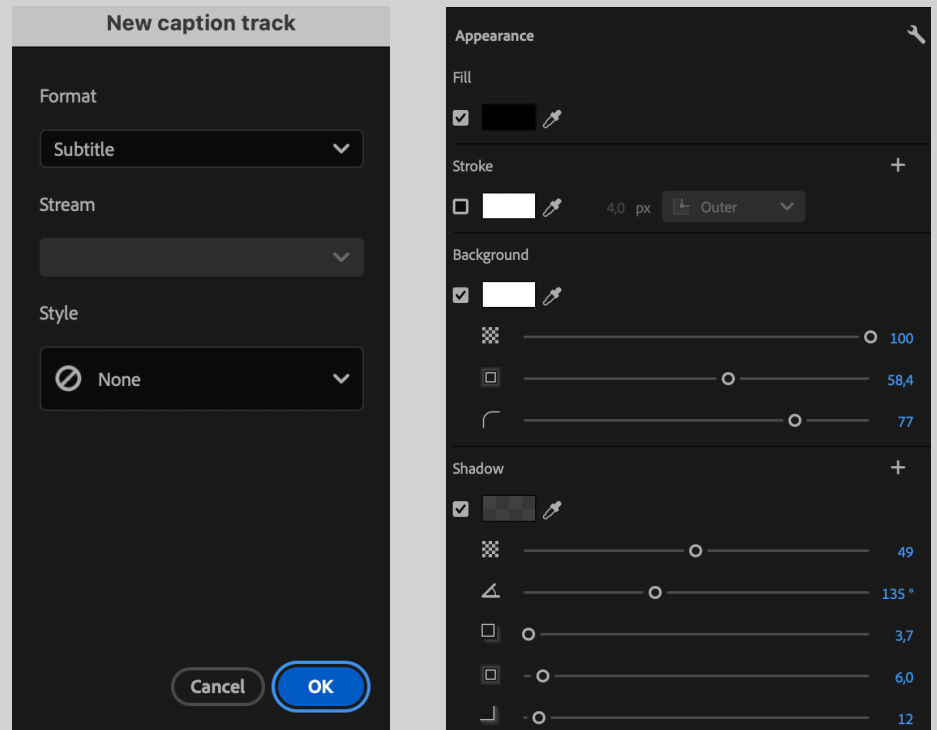 New caption track
Format
Subtitle
Stream
Style
None
Cancel
OK
Appearance
Fill
Stroke
4,0 px
Outer
Background
100
58,4
77
Shadow
49
135 °
3,7
6,0
12